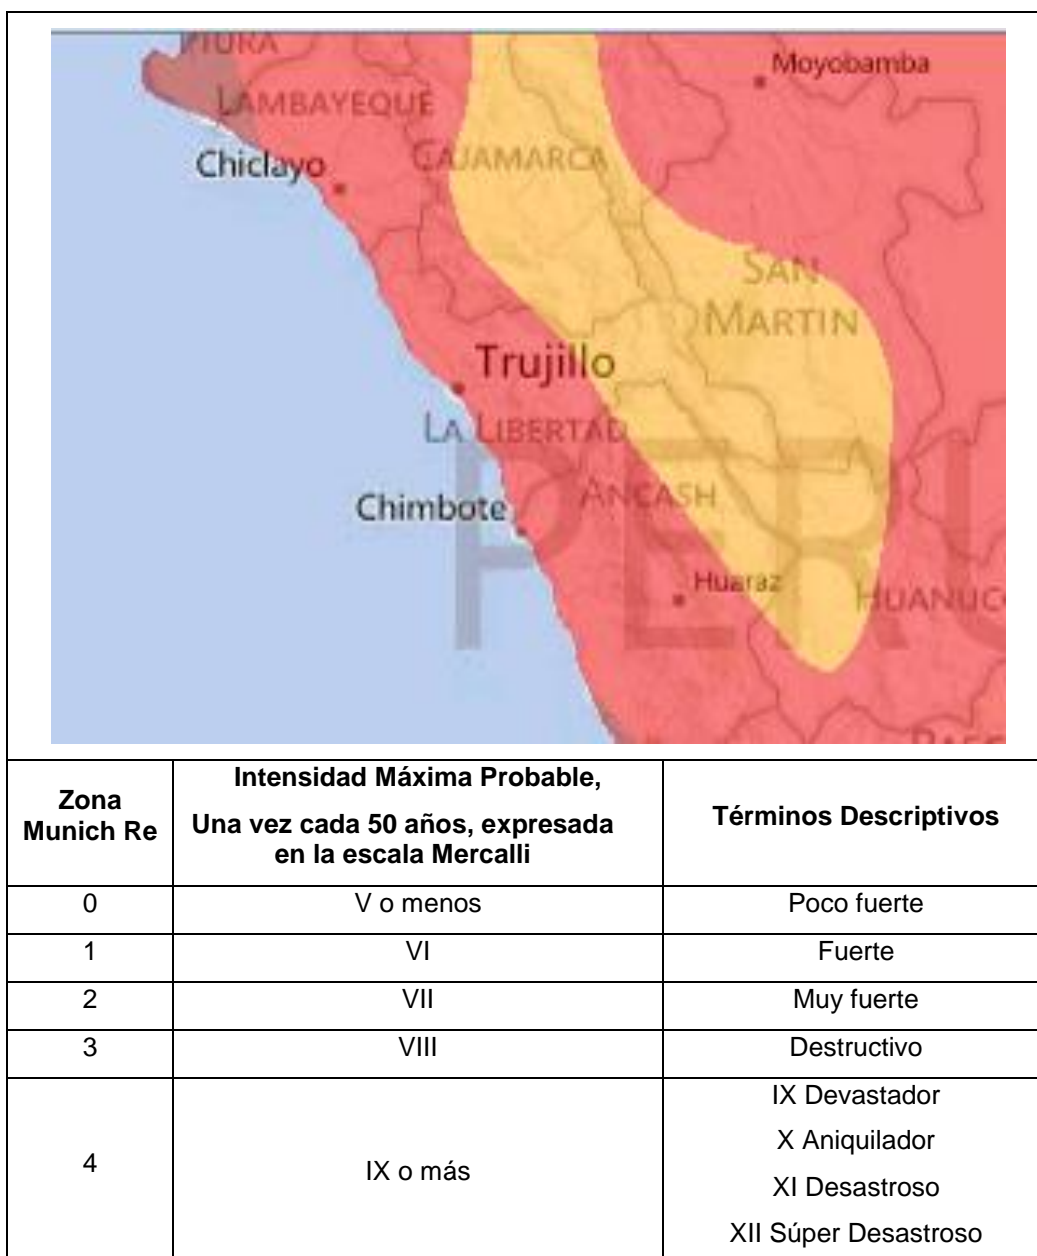 PIURA
Moyobamba
LAMBAYEQUE
Chiclayo
CAJAMARCA
SAN
MARTIN
Trujillo
LA LIBERTAD
PERU
Chimbote
ANCASH
Huaraz
HUANUC
Zona
Munich Re
Intensidad Máxima Probable,
Una vez cada 50 años, expresada
en la escala Mercalli
Términos Descriptivos
0 V o menos Poco fuerte
1 VI Fuerte
2 VII Muy fuerte
3 VIII Destructivo
4 IX o más IX Devastador
X Aniquilador
XI Desastroso
XII Súper Desastroso